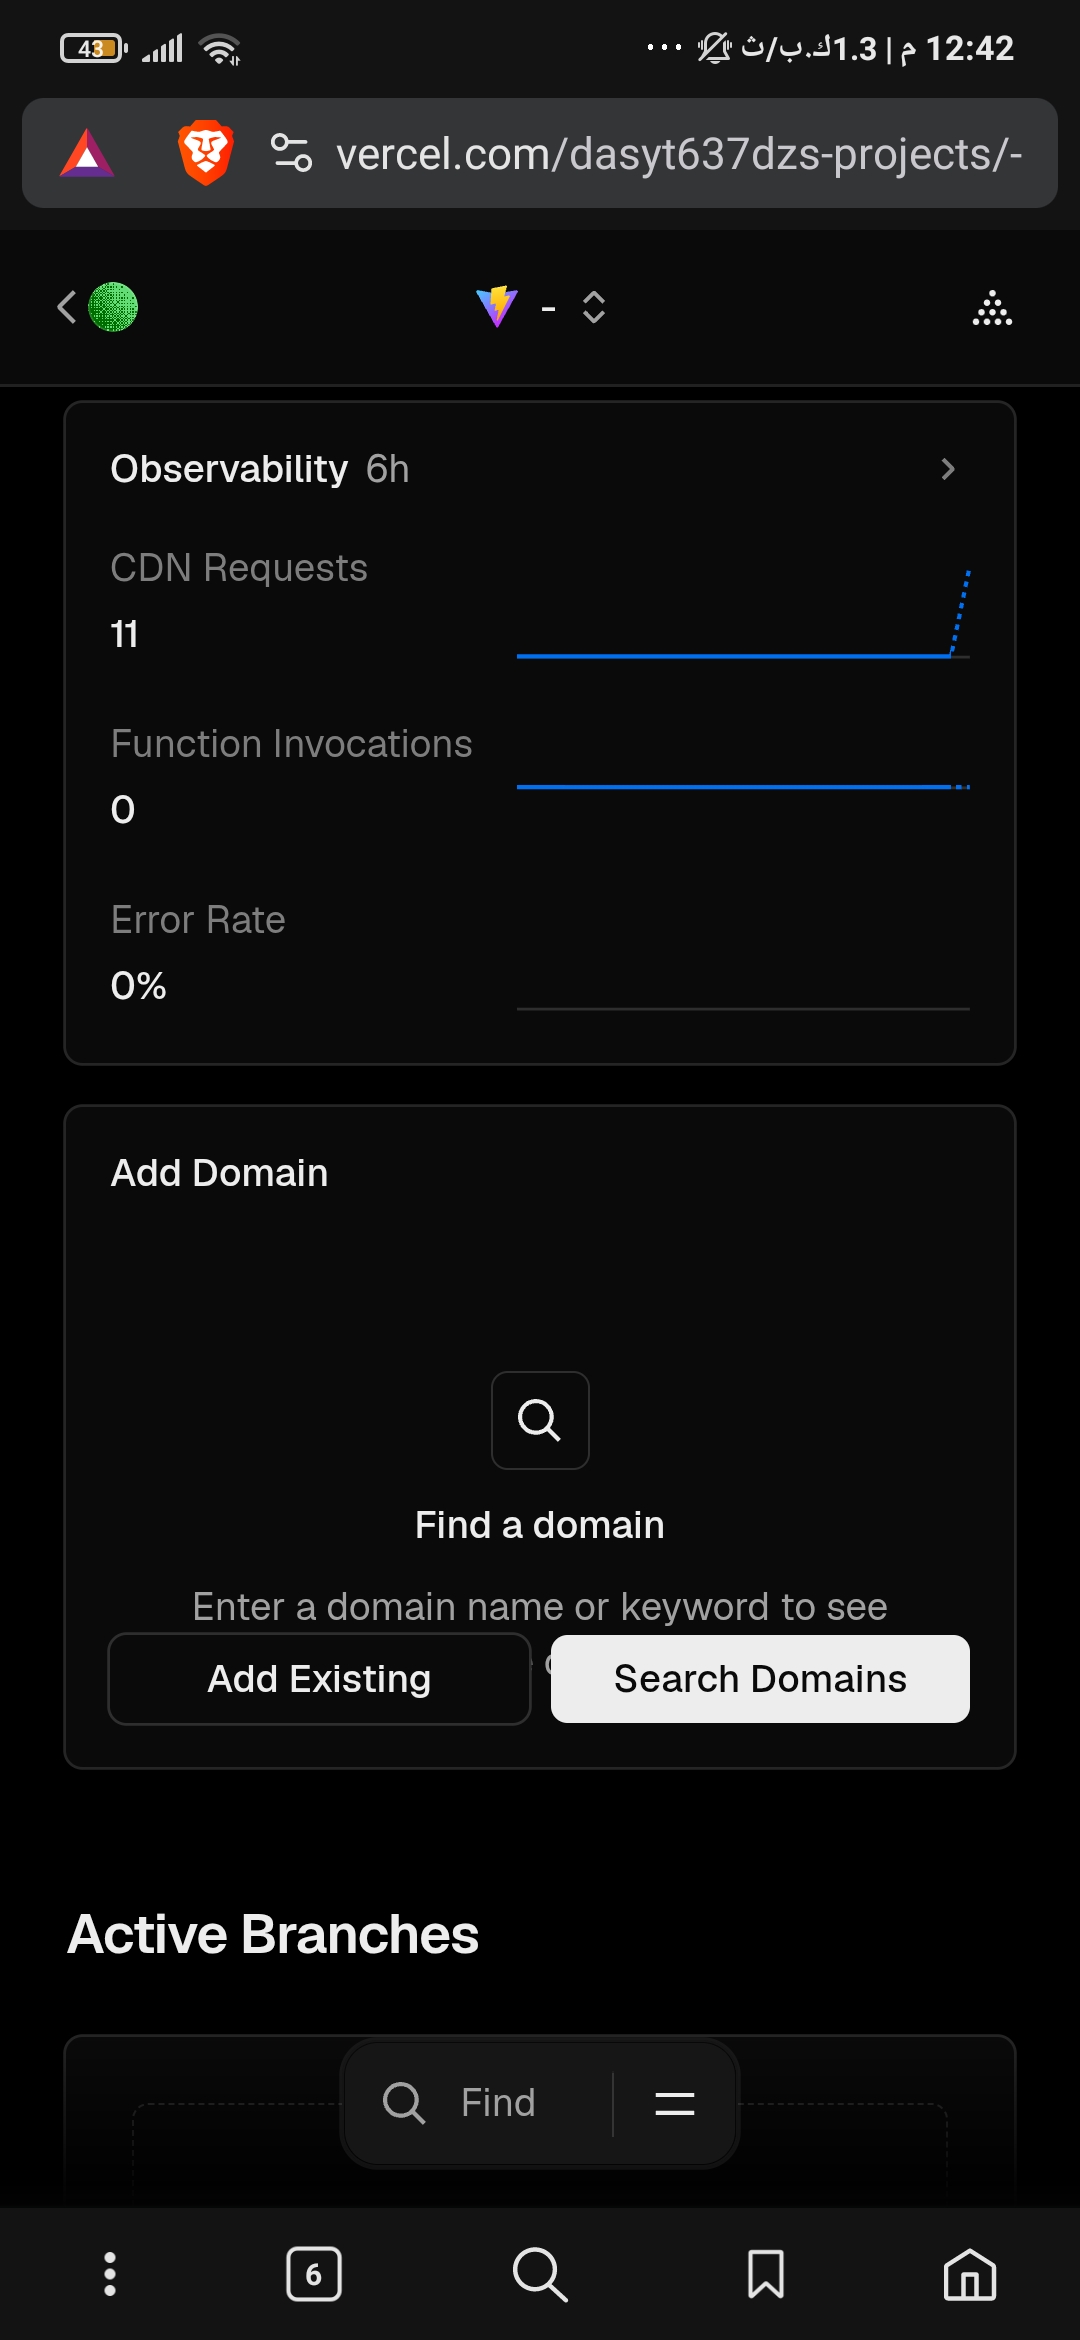 43
12:42 م | 1.3ك.ب/ث ...
vercel.com/dasyt637dzs-projects/-
-
Observability 6h
CDN Requests
11
Function Invocations
0
Error Rate
0%
Add Domain
Find a domain
Enter a domain name or keyword to see
Add Existing
Search Domains
Active Branches
Find
6